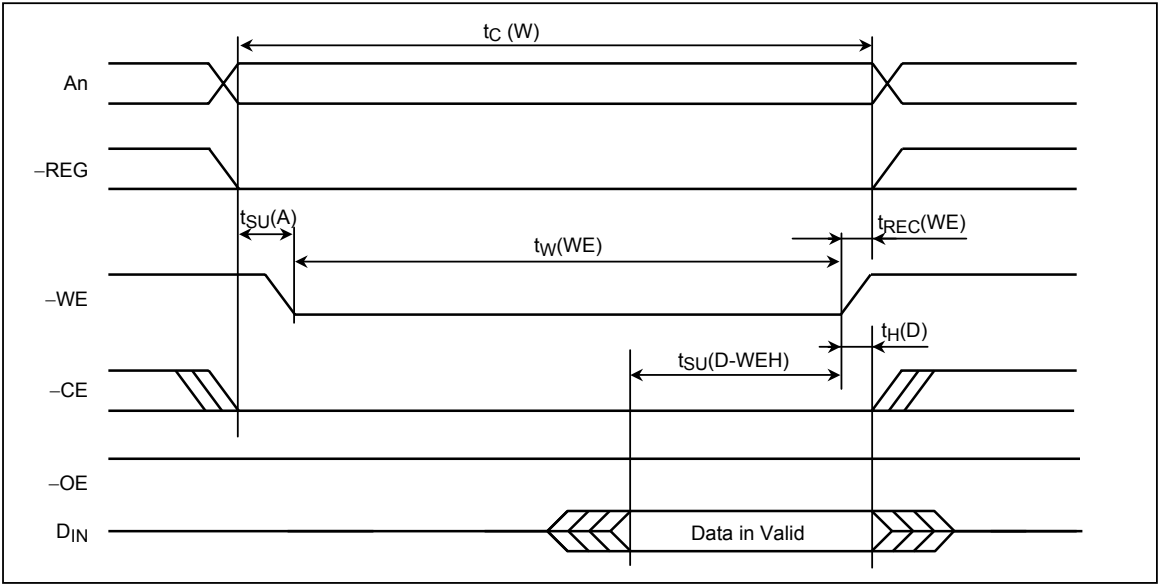 tC (W)
An
–REG
tSU(A)
tREC(WE)
tW(WE)
–WE
tH(D)
tSU(D-WEH)
–CE
–OE
DIN
Data in Valid